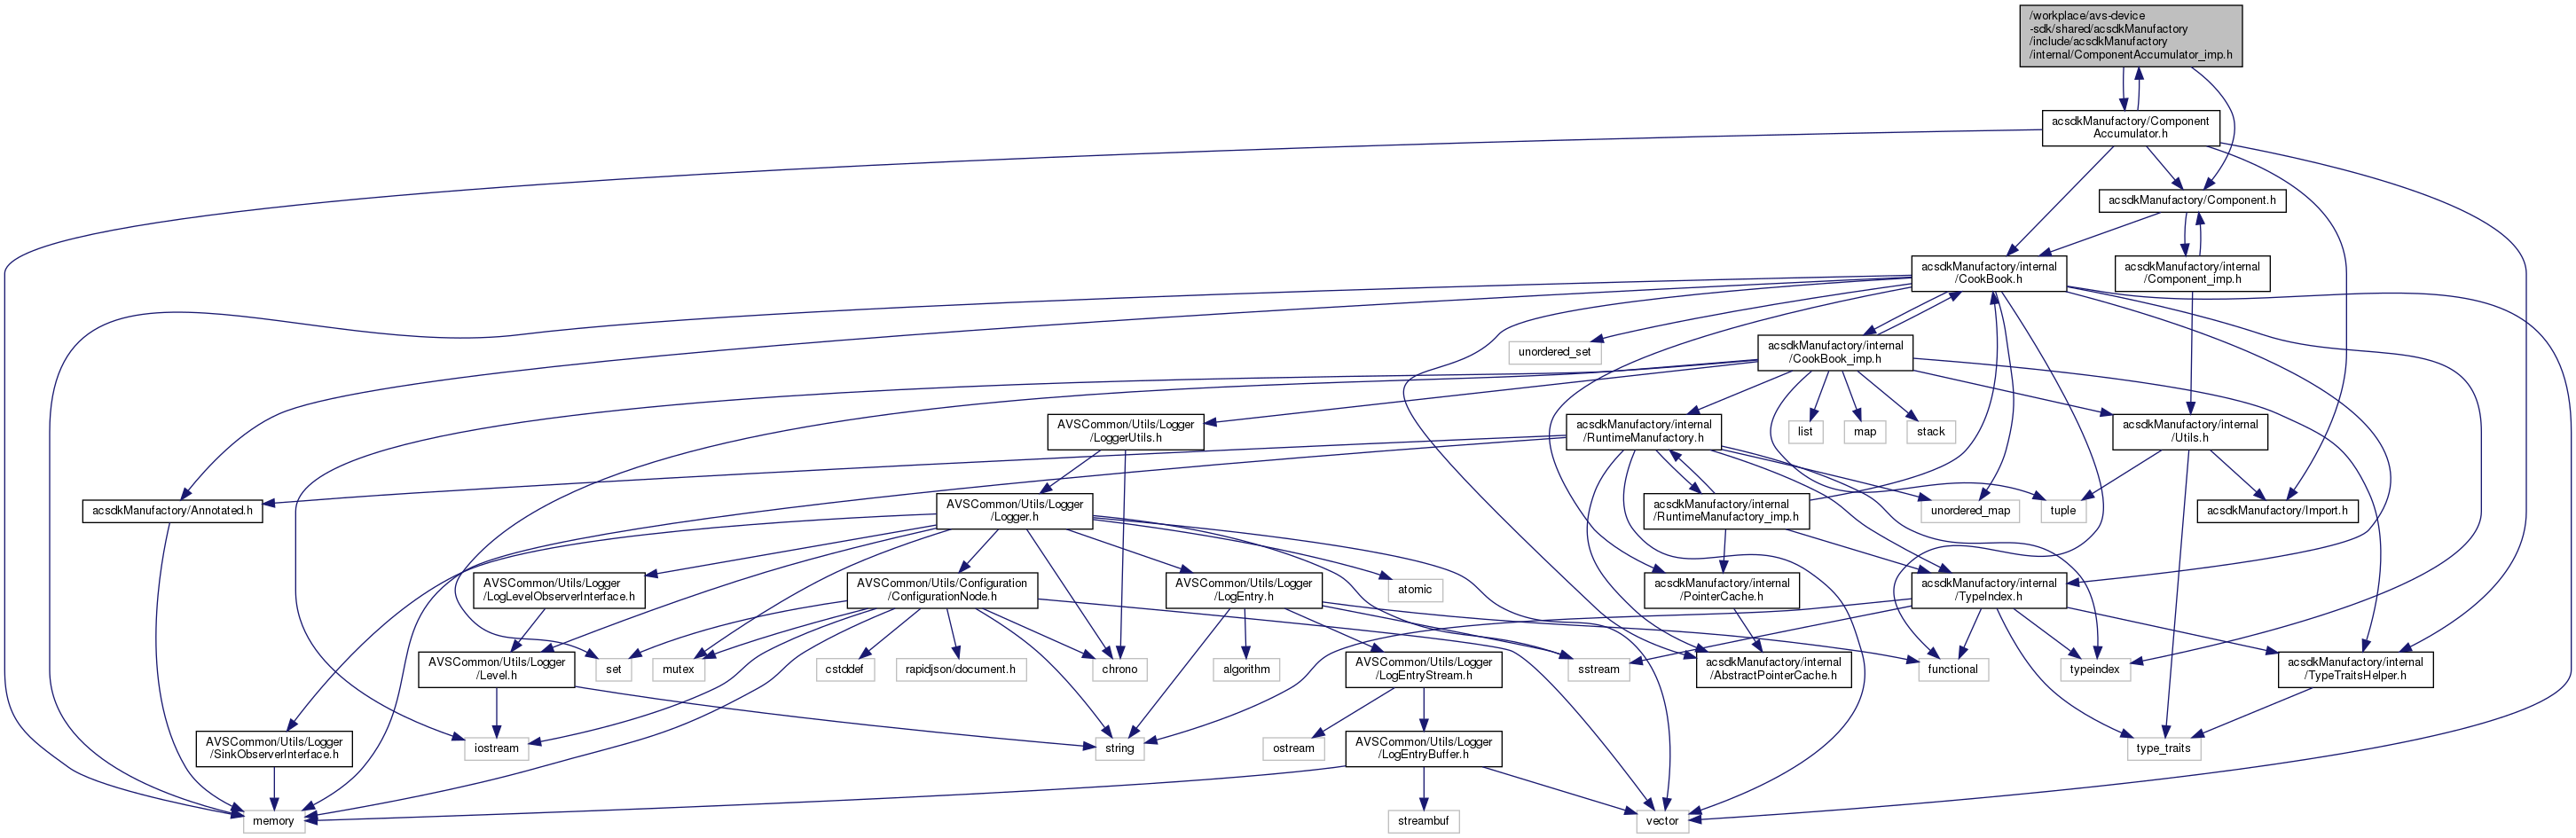 /workplace/avs-device
-sdk/shared/acsdkManufactory
/include/acsdkManufactory
/internal/ComponentAccumulator_imp.h
acsdkManufactory/Component
Accumulator.h
acsdkManufactory/Component.h
acsdkManufactory/internal
/CookBook.h
acsdkManufactory/internal
/Component_imp.h
unordered_set
acsdkManufactory/internal
/CookBook_imp.h
AVSCommon/Utils/Logger
/LoggerUtils.h
acsdkManufactory/internal
/RuntimeManufactory.h
list
map
stack
acsdkManufactory/internal
/Utils.h
acsdkManufactory/Annotated.h
AVSCommon/Utils/Logger
/Logger.h
acsdkManufactory/internal
/RuntimeManufactory_imp.h
unordered_map
tuple
acsdkManufactory/Import.h
AVSCommon/Utils/Logger
/LogLevelObserverInterface.h
AVSCommon/Utils/Configuration
/ConfigurationNode.h
AVSCommon/Utils/Logger
/LogEntry.h
atomic
acsdkManufactory/internal
/PointerCache.h
acsdkManufactory/internal
/TypeIndex.h
AVSCommon/Utils/Logger
/Level.h
set
mutex
cstddef
rapidjson/document.h
chrono
algorithm
AVSCommon/Utils/Logger
/LogEntryStream.h
sstream
acsdkManufactory/internal
/AbstractPointerCache.h
functional
typeindex
acsdkManufactory/internal
/TypeTraitsHelper.h
AVSCommon/Utils/Logger
/SinkObserverInterface.h
iostream
string
ostream
AVSCommon/Utils/Logger
/LogEntryBuffer.h
type_traits
memory
streambuf
vector